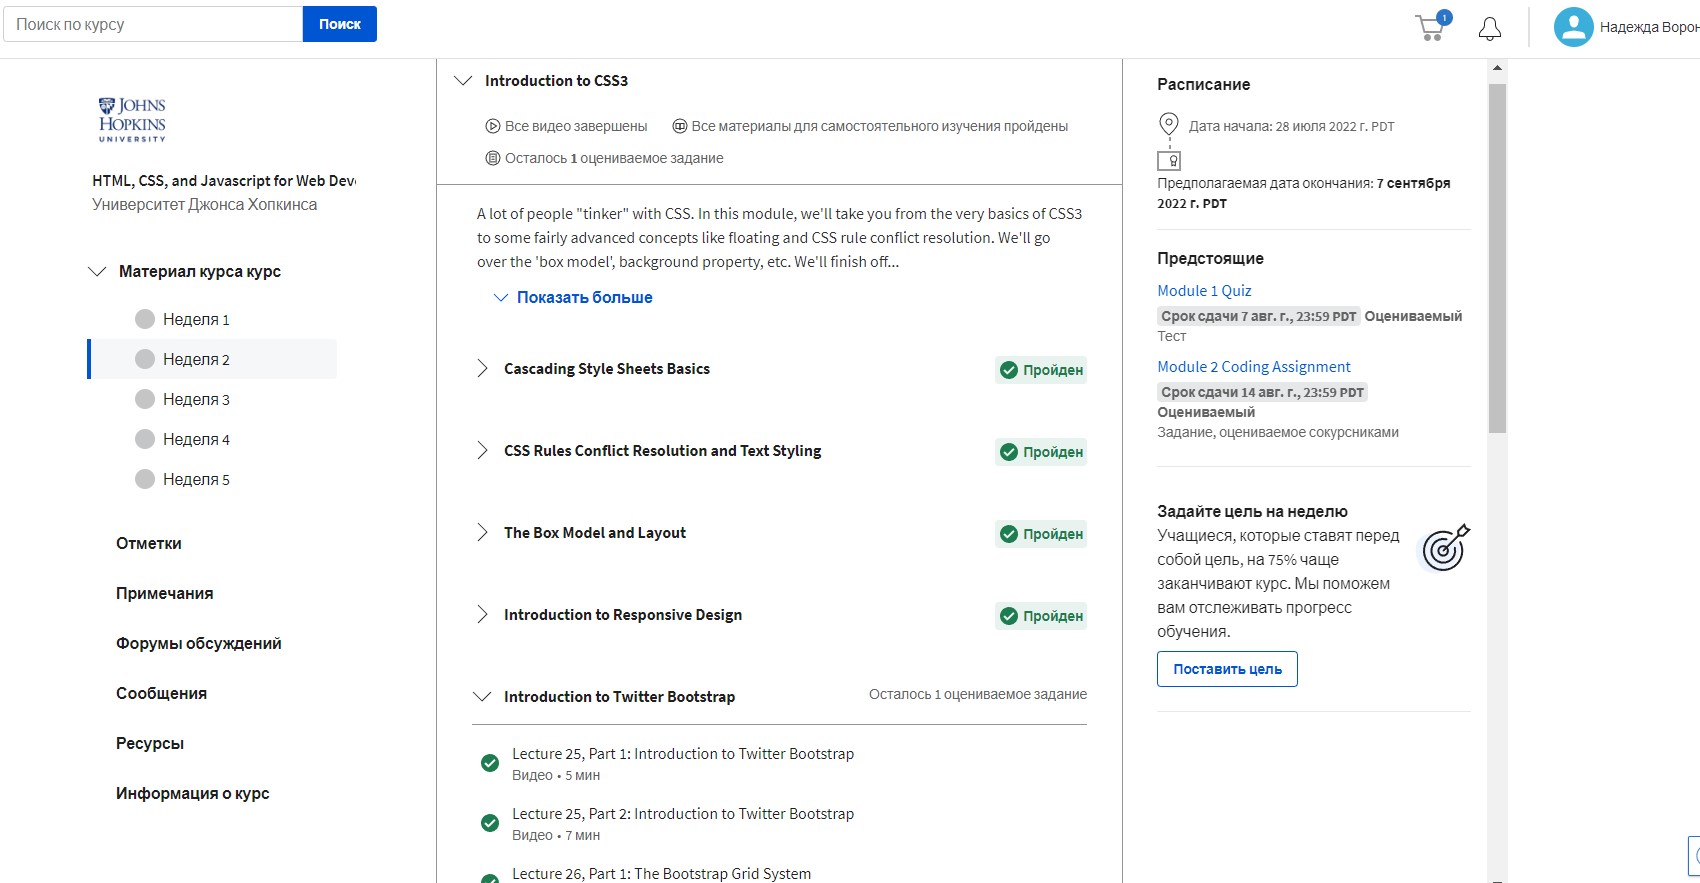 Поиск по курсу
Поиск
1
Надежда Ворон
JOHNS
HOPKINS
UNIVERSITY
HTML, CSS, and Javascript for Web Dev
Университет Джонса Хопкинса
Материал курса курс
Неделя 1
Неделя 2
Неделя 3
Неделя 4
Неделя 5
Отметки
Примечания
Форумы обсуждений
Сообщения
Ресурсы
Информация о курс
Introduction to CSS3
Все видео завершены
Все материалы для самостоятельного изучения пройдены
Осталось 1 оцениваемое задание
A lot of people "tinker" with CSS. In this module, we'll take you from the very basics of CSS3
to some fairly advanced concepts like floating and CSS rule conflict resolution. We'll go
over the 'box model', background property, etc. We'll finish off...
Показать больше
Cascading Style Sheets Basics
Пройден
CSS Rules Conflict Resolution and Text Styling
Пройден
The Box Model and Layout
Пройден
Introduction to Responsive Design
Пройден
Introduction to Twitter Bootstrap
Осталось 1 оцениваемое задание
Lecture 25, Part 1: Introduction to Twitter Bootstrap
Видео • 5 мин
Lecture 25, Part 2: Introduction to Twitter Bootstrap
Видео • 7 мин
Lecture 26, Part 1: The Bootstrap Grid System
Расписание
Дата начала: 28 июля 2022 г. PDT
Предполагаемая дата окончания: 7 сентября
2022 г. PDT
Предстоящие
Module 1 Quiz
Срок сдачи 7 авг. г., 23:59 PDT Оцениваемый
Тест
Module 2 Coding Assignment
Срок сдачи 14 авг. г., 23:59 PDT
Оцениваемый
Задание, оцениваемое сокурсниками
Задайте цель на неделю
Учащиеся, которые ставят перед
собой цель, на 75% чаще
заканчивают курс. Мы поможем
вам отслеживать прогресс
обучения.
Поставить цель